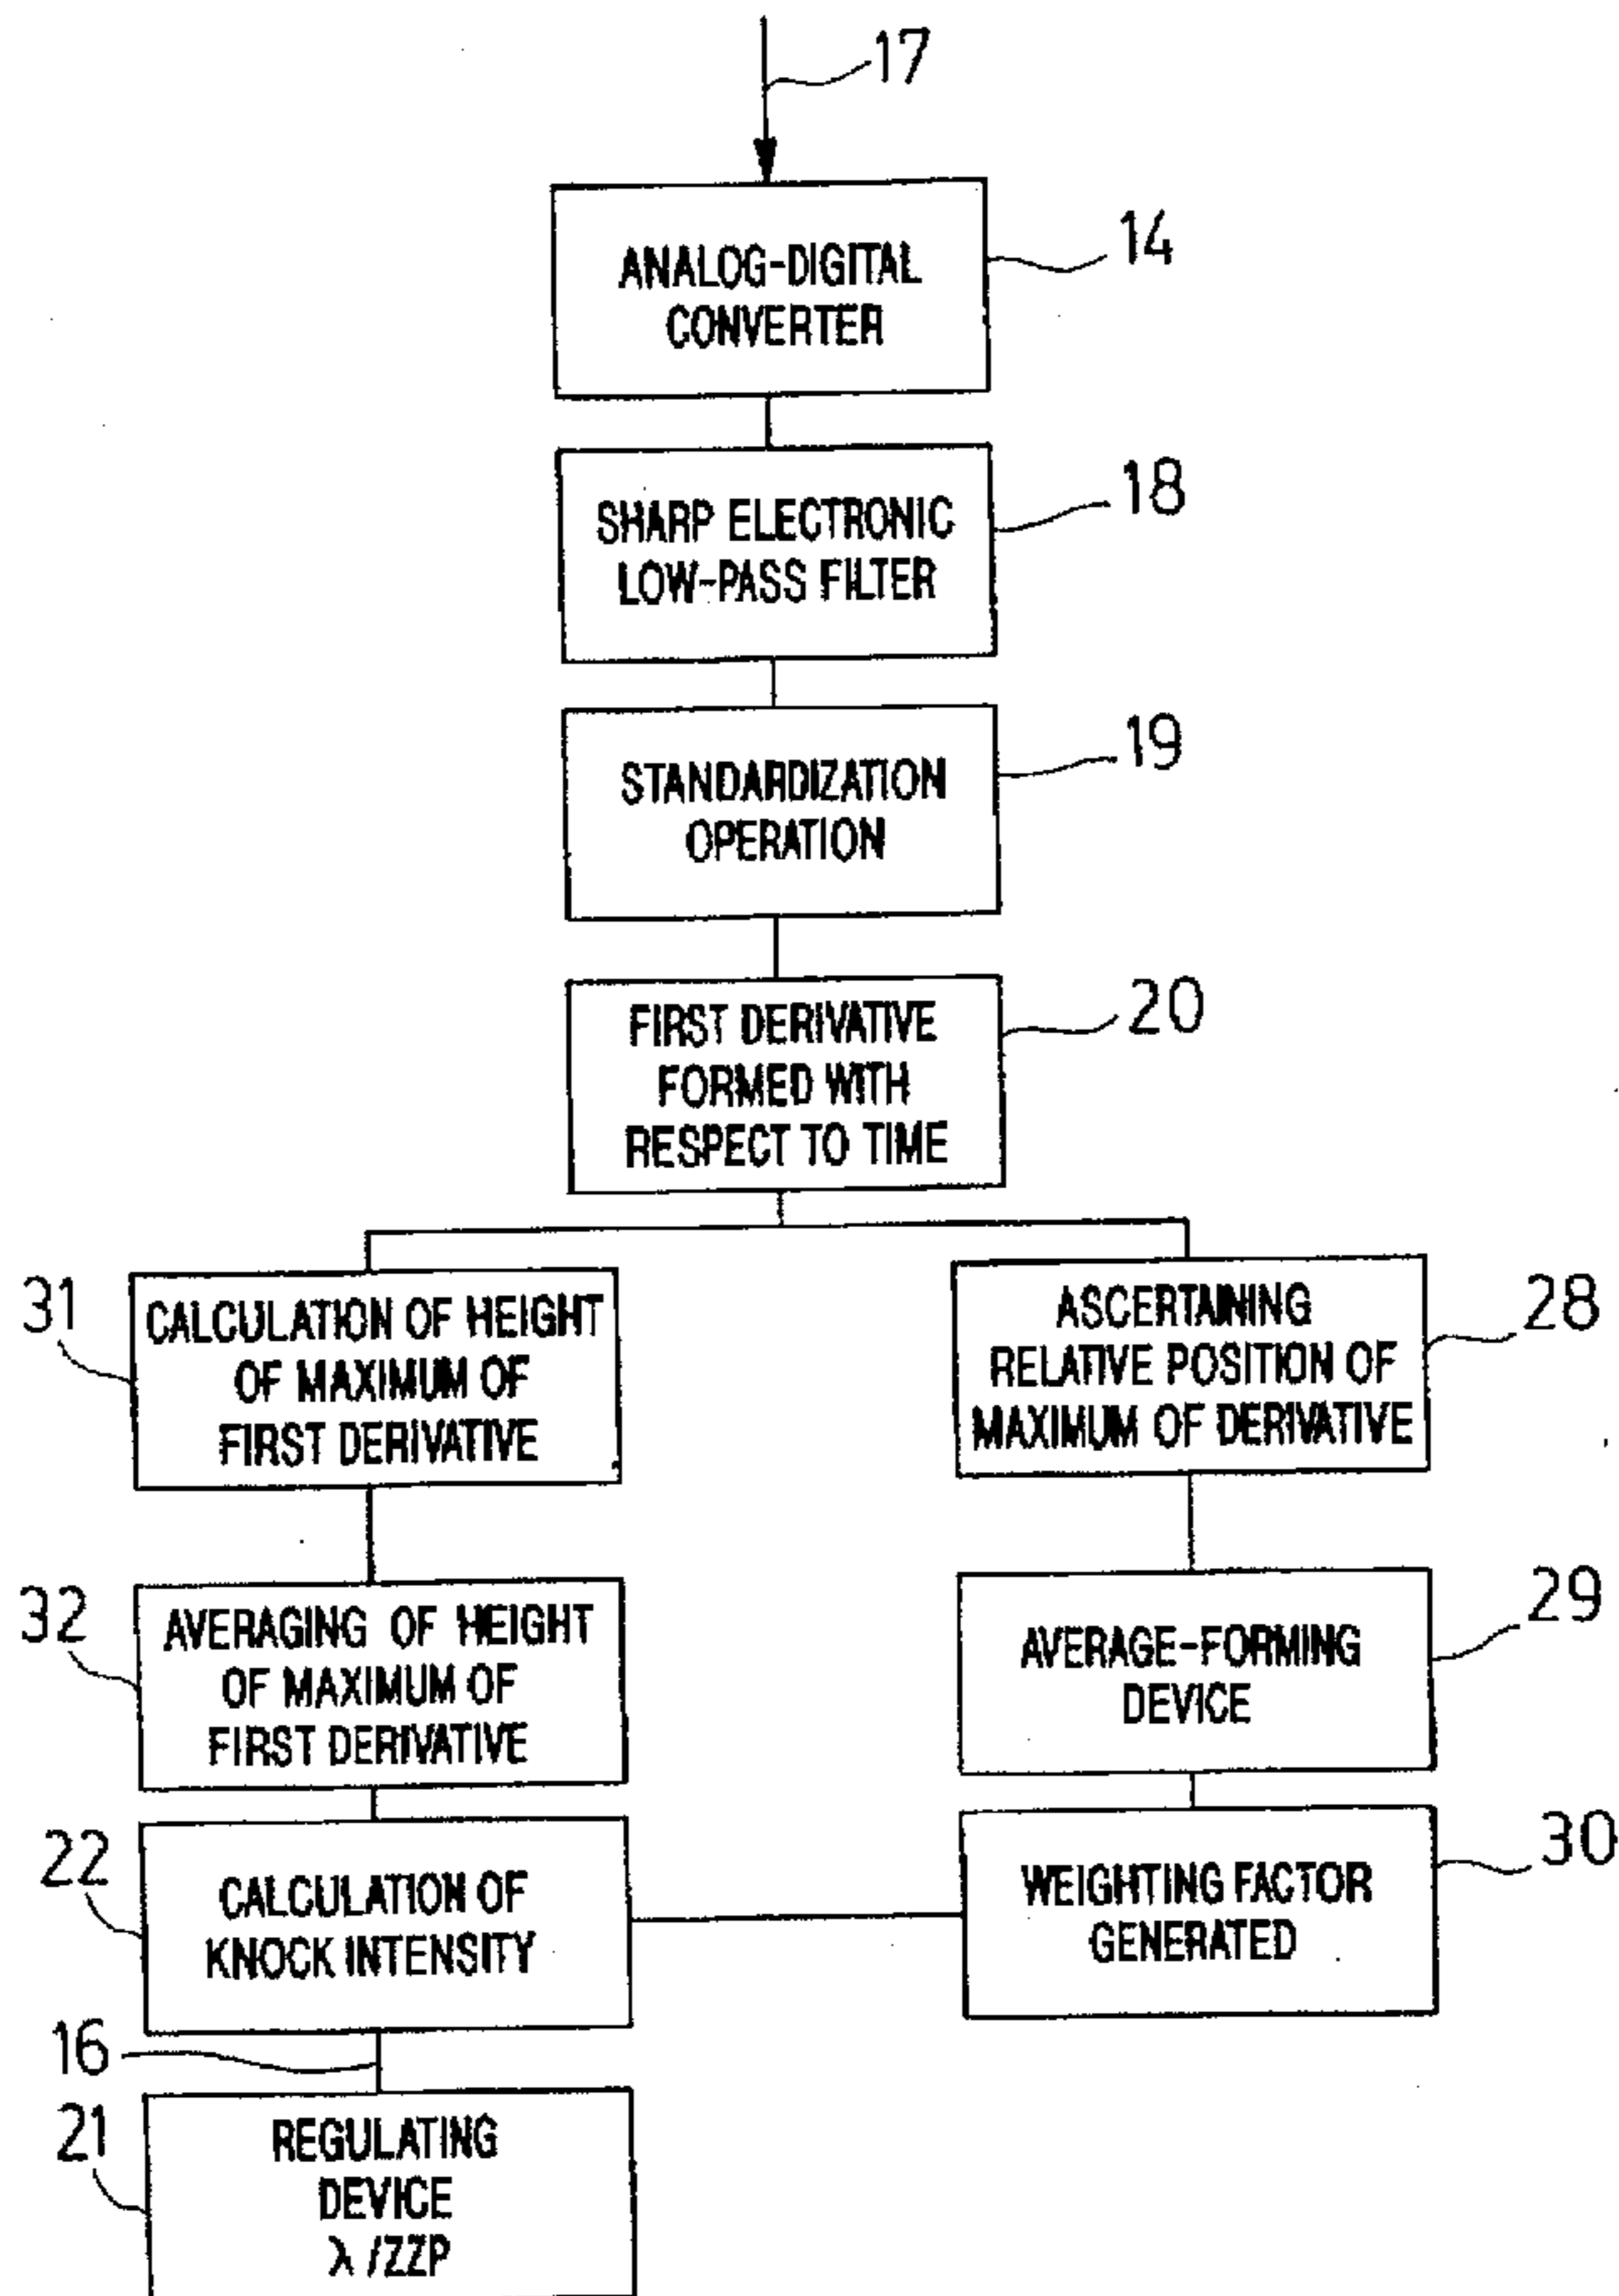 17
ANALOG-DIGITAL
CONVERTER
14
SHARP ELECTRONIC
LOW-PASS FILTER
18
STANDARDIZATION
OPERATION
19
FIRST DERIVATIVE
FORMED WITH
RESPECT TO TIME
20
31
CALCULATION OF HEIGHT
OF MAXIMUM OF
FIRST DERIVATIVE
ASCERTAINING
RELATIVE POSITION OF
MAXIMUM OF DERIVATIVE
28
32
AVERAGING OF HEIGHT
OF MAXIMUM OF
FIRST DERIVATIVE
AVERAGE-FORMING
DEVICE
29
22
CALCULATION OF
KNOCK INTENSITY
WEIGHTING FACTOR
GENERATED
30
16
21
REGULATING
DEVICE
λ /ZZP